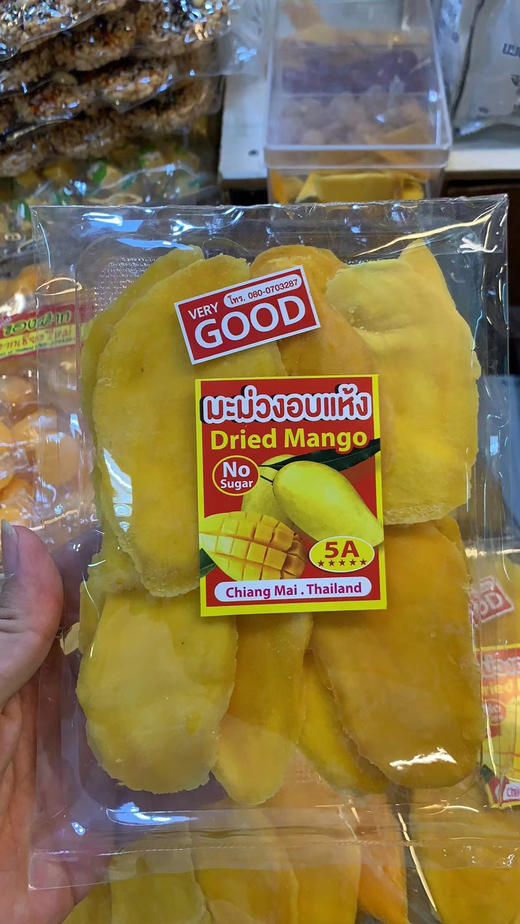 VERY
โทร. 080-0703287
GOOD
มะม่วงอบแห้ง
Dried Mango
No
Sugar
5A
Chiang Mai . Thailand